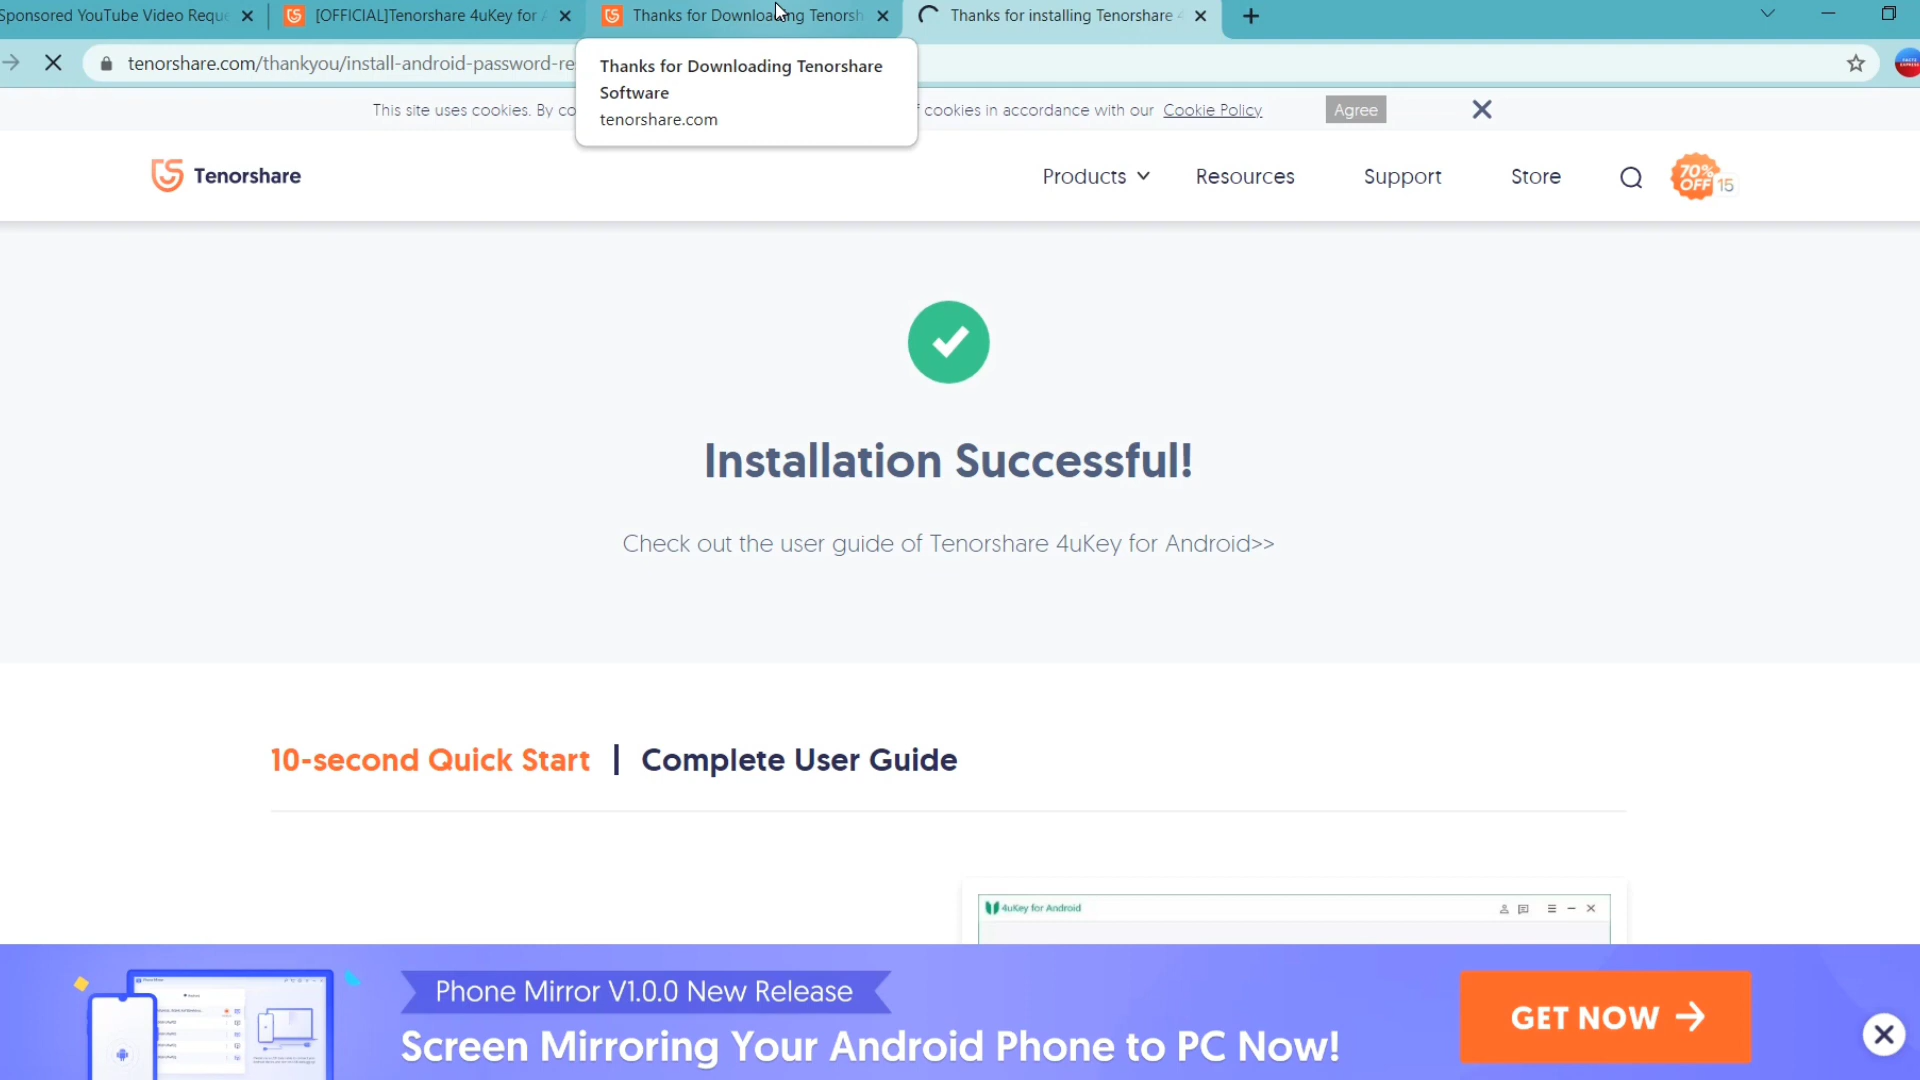 Sponsored YouTube Video Requ
[OFFICIAL]Tenorshare 4uKey for
Thanks for Downloading Tenorsh
Thanks for installing Tenorshare
tenorshare.com/thankyou/install-android-password-re
Thanks for Downloading Tenorshare
Software
tenorshare.com
This site uses cookies. By co
f cookies in accordance with our Cookie Policy
Agree
Tenorshare
Products
Resources
Support
Store
70%
OFF
15
Installation Successful!
Check out the user guide of Tenorshare 4uKey for Android>>
10-second Quick Start | Complete User Guide
4uKey for Android
Phone Mirror V1.0.0 New Release
Screen Mirroring Your Android Phone to PC Now!
GET NOW